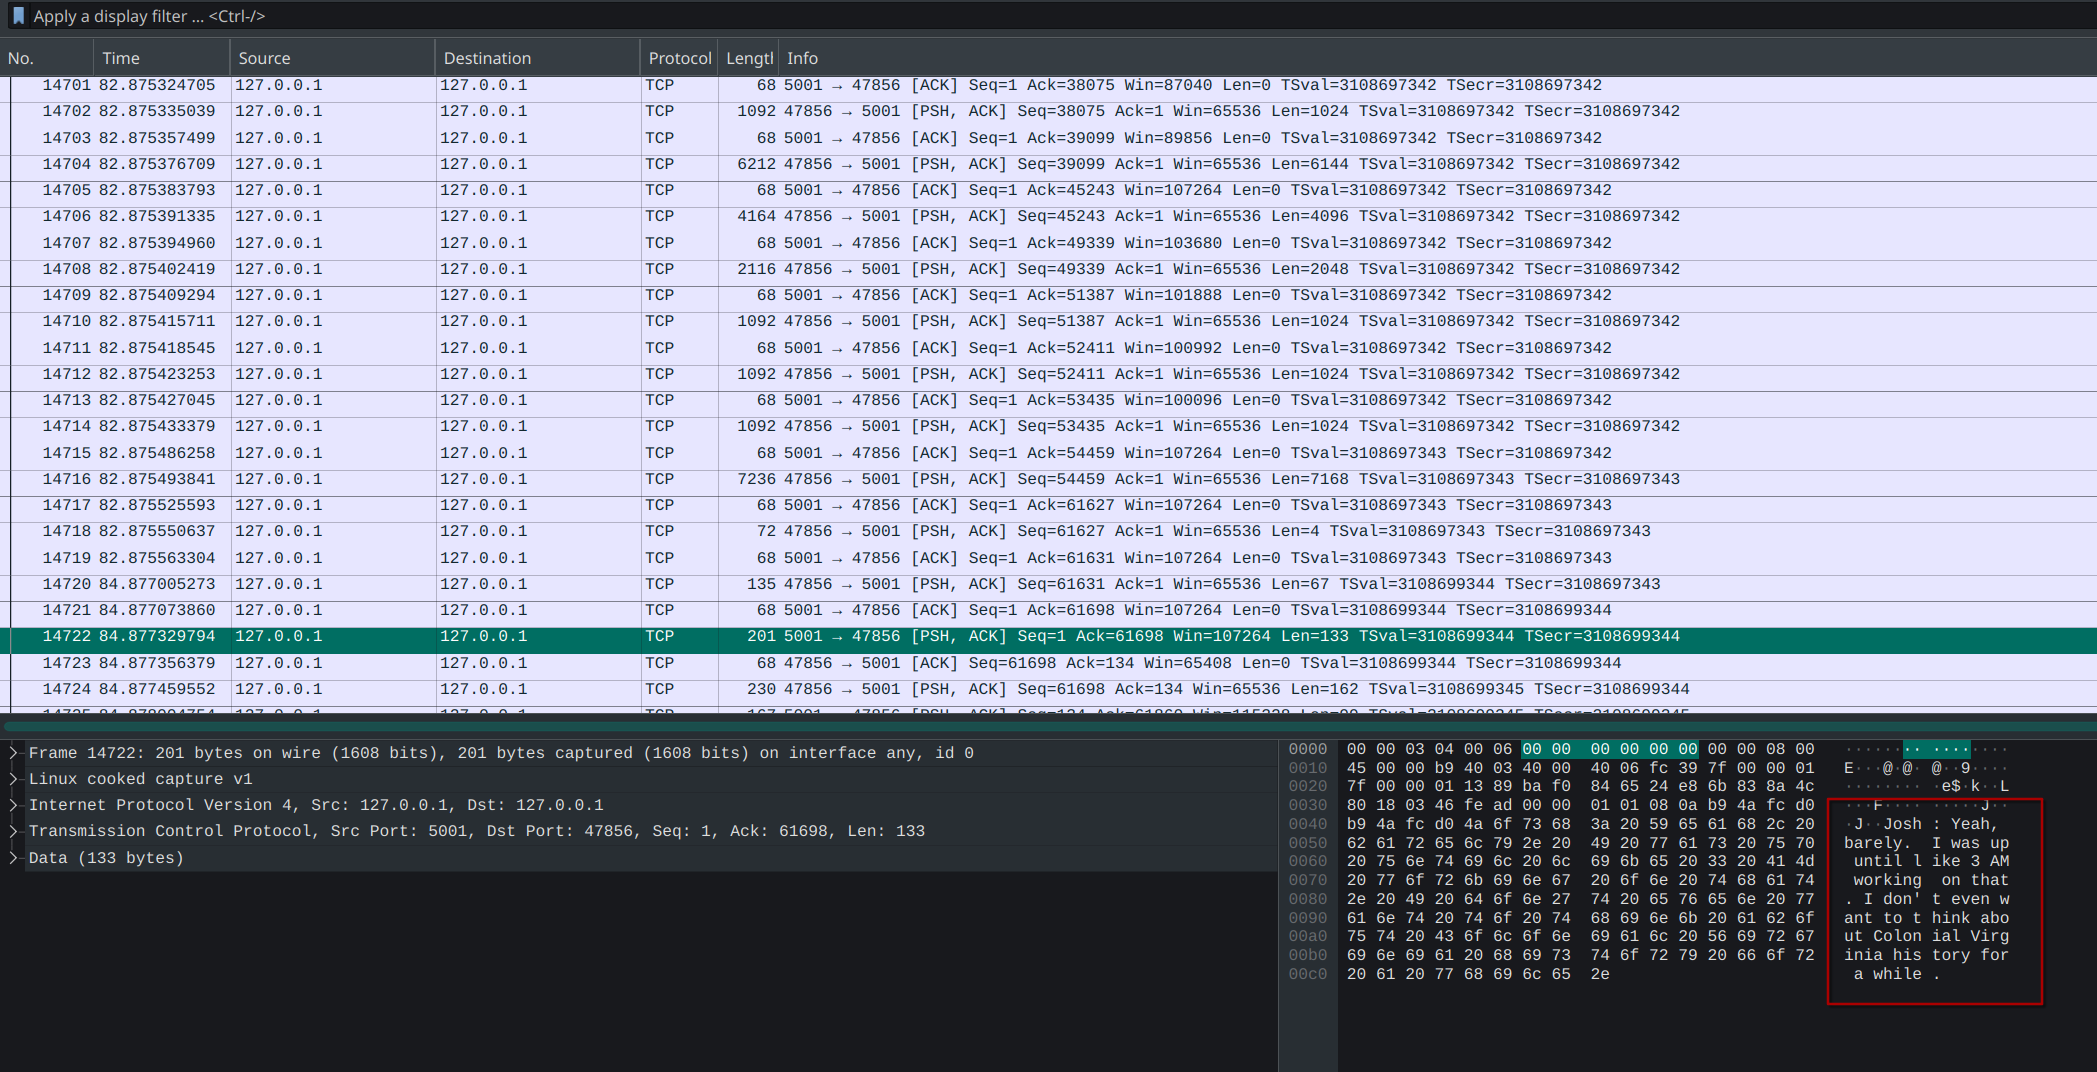 Apply a display filter ... <Ctrl-/>
No. Time Source Destination Protocol Lengtl Info
14701 82.875324705 127.0.0.1 127.0.0.1 TCP 68 5001 → 47856 [ACK] Seq=1 Ack=38075 Win=87040 Len=0 TSval=3108697342 TSecr=3108697342
14702 82.875335039 127.0.0.1 127.0.0.1 TCP 1092 47856 → 5001 [PSH, ACK] Seq=38075 Ack=1 Win=65536 Len=1024 TSval=3108697342 TSecr=3108697342
14703 82.875357499 127.0.0.1 127.0.0.1 TCP 68 5001 → 47856 [ACK] Seq=1 Ack=39099 Win=89856 Len=0 TSval=3108697342 TSecr=3108697342
14704 82.875376709 127.0.0.1 127.0.0.1 TCP 6212 47856 → 5001 [PSH, ACK] Seq=39099 Ack=1 Win=65536 Len=6144 TSval=3108697342 TSecr=3108697342
14705 82.875383793 127.0.0.1 127.0.0.1 TCP 68 5001 → 47856 [ACK] Seq=1 Ack=45243 Win=107264 Len=0 TSval=3108697342 TSecr=3108697342
14706 82.875391335 127.0.0.1 127.0.0.1 TCP 4164 47856 → 5001 [PSH, ACK] Seq=45243 Ack=1 Win=65536 Len=4096 TSval=3108697342 TSecr=3108697342
14707 82.875394960 127.0.0.1 127.0.0.1 TCP 68 5001 → 47856 [ACK] Seq=1 Ack=49339 Win=103680 Len=0 TSval=3108697342 TSecr=3108697342
14708 82.875402419 127.0.0.1 127.0.0.1 TCP 2116 47856 → 5001 [PSH, ACK] Seq=49339 Ack=1 Win=65536 Len=2048 TSval=3108697342 TSecr=3108697342
14709 82.875409294 127.0.0.1 127.0.0.1 TCP 68 5001 → 47856 [ACK] Seq=1 Ack=51387 Win=101888 Len=0 TSval=3108697342 TSecr=3108697342
14710 82.875415711 127.0.0.1 127.0.0.1 TCP 1092 47856 → 5001 [PSH, ACK] Seq=51387 Ack=1 Win=65536 Len=1024 TSval=3108697342 TSecr=3108697342
14711 82.875418545 127.0.0.1 127.0.0.1 TCP 68 5001 → 47856 [ACK] Seq=1 Ack=52411 Win=100992 Len=0 TSval=3108697342 TSecr=3108697342
14712 82.875423253 127.0.0.1 127.0.0.1 TCP 1092 47856 → 5001 [PSH, ACK] Seq=52411 Ack=1 Win=65536 Len=1024 TSval=3108697342 TSecr=3108697342
14713 82.875427045 127.0.0.1 127.0.0.1 TCP 68 5001 → 47856 [ACK] Seq=1 Ack=53435 Win=100096 Len=0 TSval=3108697342 TSecr=3108697342
14714 82.875433379 127.0.0.1 127.0.0.1 TCP 1092 47856 → 5001 [PSH, ACK] Seq=53435 Ack=1 Win=65536 Len=1024 TSval=3108697342 TSecr=3108697342
14715 82.875486258 127.0.0.1 127.0.0.1 TCP 68 5001 → 47856 [ACK] Seq=1 Ack=54459 Win=107264 Len=0 TSval=3108697343 TSecr=3108697342
14716 82.875493841 127.0.0.1 127.0.0.1 TCP 7236 47856 → 5001 [PSH, ACK] Seq=54459 Ack=1 Win=65536 Len=7168 TSval=3108697343 TSecr=3108697343
14717 82.875525593 127.0.0.1 127.0.0.1 TCP 68 5001 → 47856 [ACK] Seq=1 Ack=61627 Win=107264 Len=0 TSval=3108697343 TSecr=3108697343
14718 82.875550637 127.0.0.1 127.0.0.1 TCP 72 47856 → 5001 [PSH, ACK] Seq=61627 Ack=1 Win=65536 Len=4 TSval=3108697343 TSecr=3108697343
14719 82.875563304 127.0.0.1 127.0.0.1 TCP 68 5001 → 47856 [ACK] Seq=1 Ack=61631 Win=107264 Len=0 TSval=3108697343 TSecr=3108697343
14720 84.877005273 127.0.0.1 127.0.0.1 TCP 135 47856 → 5001 [PSH, ACK] Seq=61631 Ack=1 Win=65536 Len=67 TSval=3108699344 TSecr=3108697343
14721 84.877073860 127.0.0.1 127.0.0.1 TCP 68 5001 → 47856 [ACK] Seq=1 Ack=61698 Win=107264 Len=0 TSval=3108699344 TSecr=3108699344
14722 84.877329794 127.0.0.1 127.0.0.1 TCP 201 5001 → 47856 [PSH, ACK] Seq=1 Ack=61698 Win=107264 Len=133 TSval=3108699344 TSecr=3108699344
14723 84.877356379 127.0.0.1 127.0.0.1 TCP 68 47856 → 5001 [ACK] Seq=61698 Ack=134 Win=65408 Len=0 TSval=3108699344 TSecr=3108699344
14724 84.877459552 127.0.0.1 127.0.0.1 TCP 230 47856 → 5001 [PSH, ACK] Seq=61698 Ack=134 Win=65536 Len=162 TSval=3108699345 TSecr=3108699344
Frame 14722: 201 bytes on wire (1608 bits), 201 bytes captured (1608 bits) on interface any, id 0
Linux cooked capture v1
Internet Protocol Version 4, Src: 127.0.0.1, Dst: 127.0.0.1
Transmission Control Protocol, Src Port: 5001, Dst Port: 47856, Seq: 1, Ack: 61698, Len: 133
Data (133 bytes)
0000 00 00 03 04 00 06 00 00 00 00 00 00 00 00 08 00 ········ ········
0010 45 00 00 b9 40 03 40 00 40 06 fc 39 7f 00 00 01 E···@·@· @··9····
0020 7f 00 00 01 13 89 ba f0 84 65 24 e8 6b 83 8a 4c ········ ·e$·k··L
0030 80 18 03 46 fe ad 00 00 01 01 08 0a b9 4a fc d0 ···F···· ·····J··
0040 b9 4a fc d0 4a 6f 73 68 3a 20 59 65 61 68 2c 20 ·J··Josh : Yeah,
0050 62 61 72 65 6c 79 2e 20 49 20 77 61 73 20 75 70 barely.  I was up
0060 20 75 6e 74 69 6c 20 6c 69 6b 65 20 33 20 41 4d until l ike 3 AM
0070 20 77 6f 72 6b 69 6e 67 20 6f 6e 20 74 68 61 74 working  on that
0080 2e 20 49 20 64 6f 6e 27 74 20 65 76 65 6e 20 77 . I don' t even w
0090 61 6e 74 20 74 6f 20 74 68 69 6e 6b 20 61 62 6f ant to t hink abo
00a0 75 74 20 43 6f 6c 6f 6e 69 61 6c 20 56 69 72 67 ut Colon ial Virg
00b0 69 6e 69 61 20 68 69 73 74 6f 72 79 20 66 6f 72 inia his tory for
00c0 20 61 20 77 68 69 6c 65 2e a while .